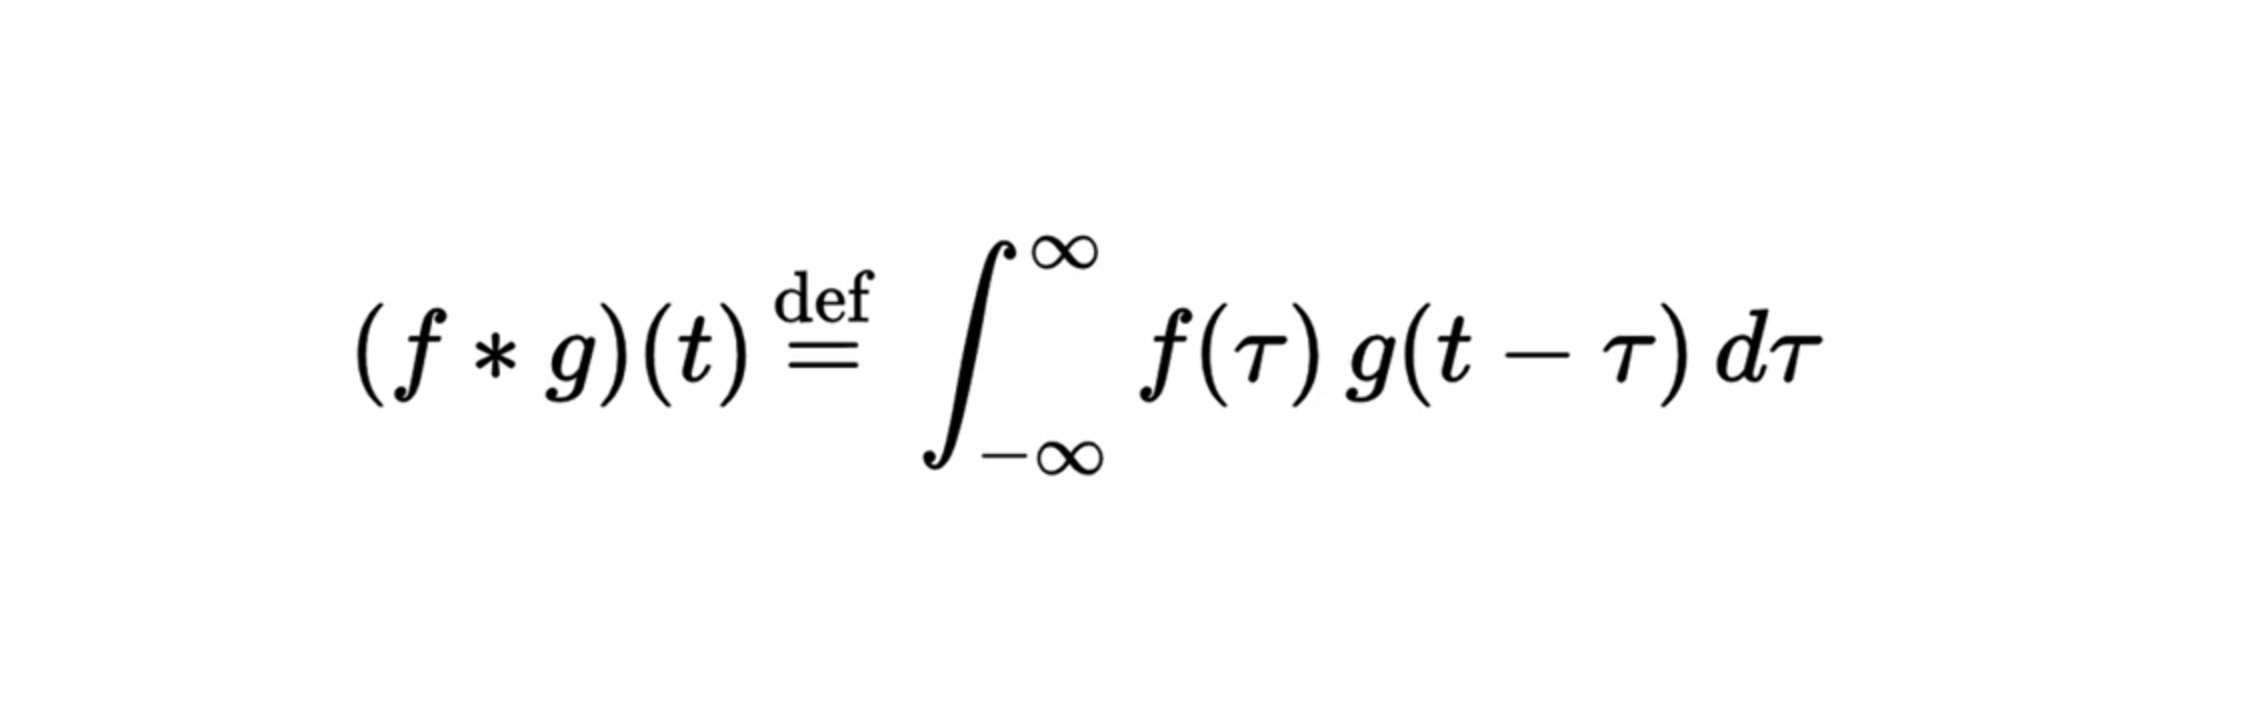 (f ∗ g)(t) ≝ ∫_{−∞}^{∞} f(τ) g(t − τ) dτ